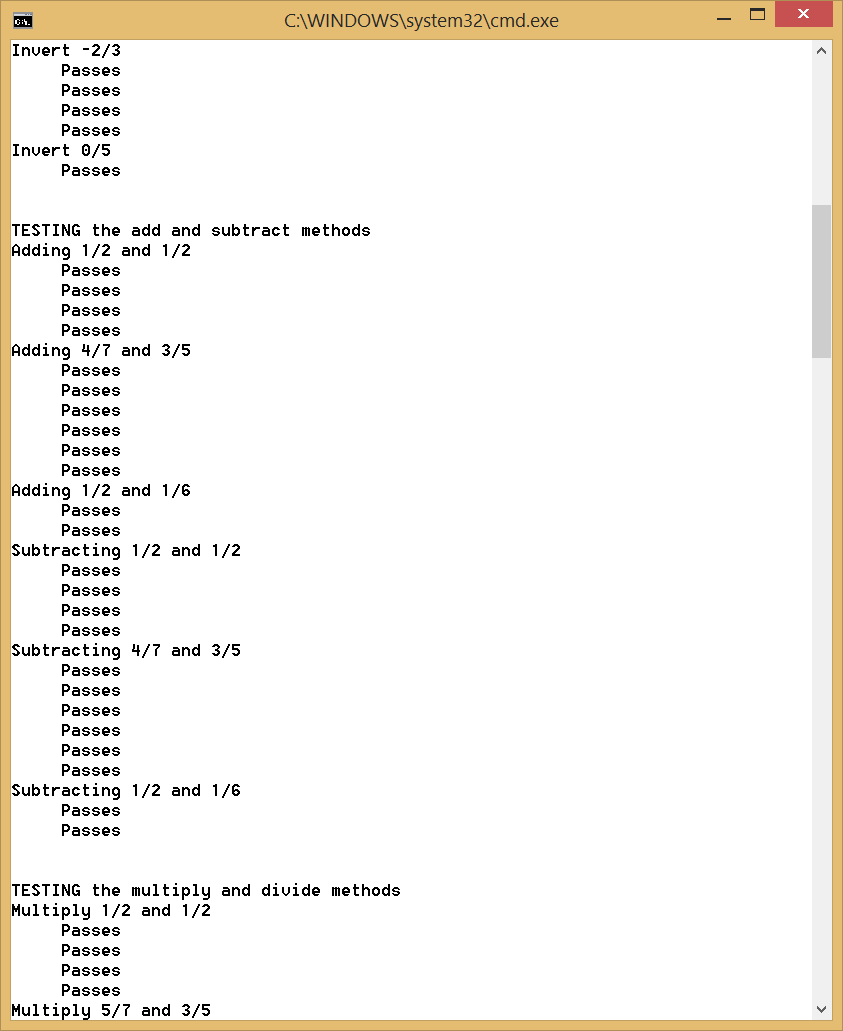 C:\WINDOWS\system32\cmd.exe
Invert -2/3
Passes
Passes
Passes
Passes
Invert 0/5
Passes
TESTING the add and subtract methods
Adding 1/2 and 1/2
Passes
Passes
Passes
Passes
Adding 4/7 and 3/5
Passes
Passes
Passes
Passes
Passes
Passes
Adding 1/2 and 1/6
Passes
Passes
Subtracting 1/2 and 1/2
Passes
Passes
Passes
Passes
Subtracting 4/7 and 3/5
Passes
Passes
Passes
Passes
Passes
Passes
Subtracting 1/2 and 1/6
Passes
Passes
TESTING the multiply and divide methods
Multiply 1/2 and 1/2
Passes
Passes
Passes
Passes
Multiply 5/7 and 3/5